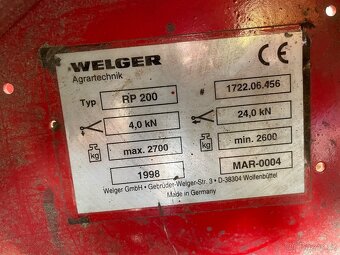 WELGER CE
Agrartechnik
Typ RP 200 1722.06.456
4,0 kN 24,0 kN
kg max. 2700 kg min. 2600
1998 MAR-0004
Welger GmbH • Gebrüder-Welger-Str. 3 • D-38304 Wolfenbüttel
Made in Germany